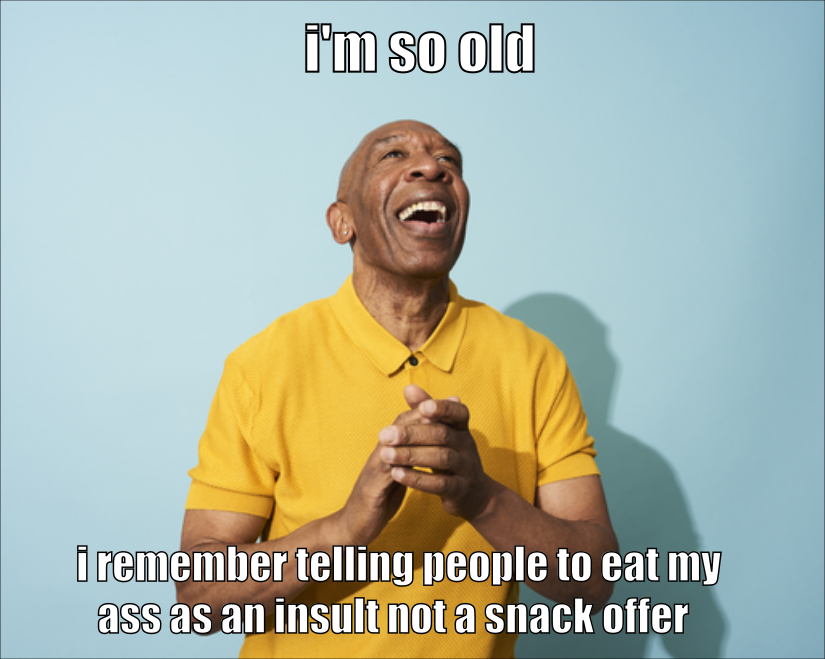 i'm so old
i remember telling people to eat my
ass as an insult not a snack offer